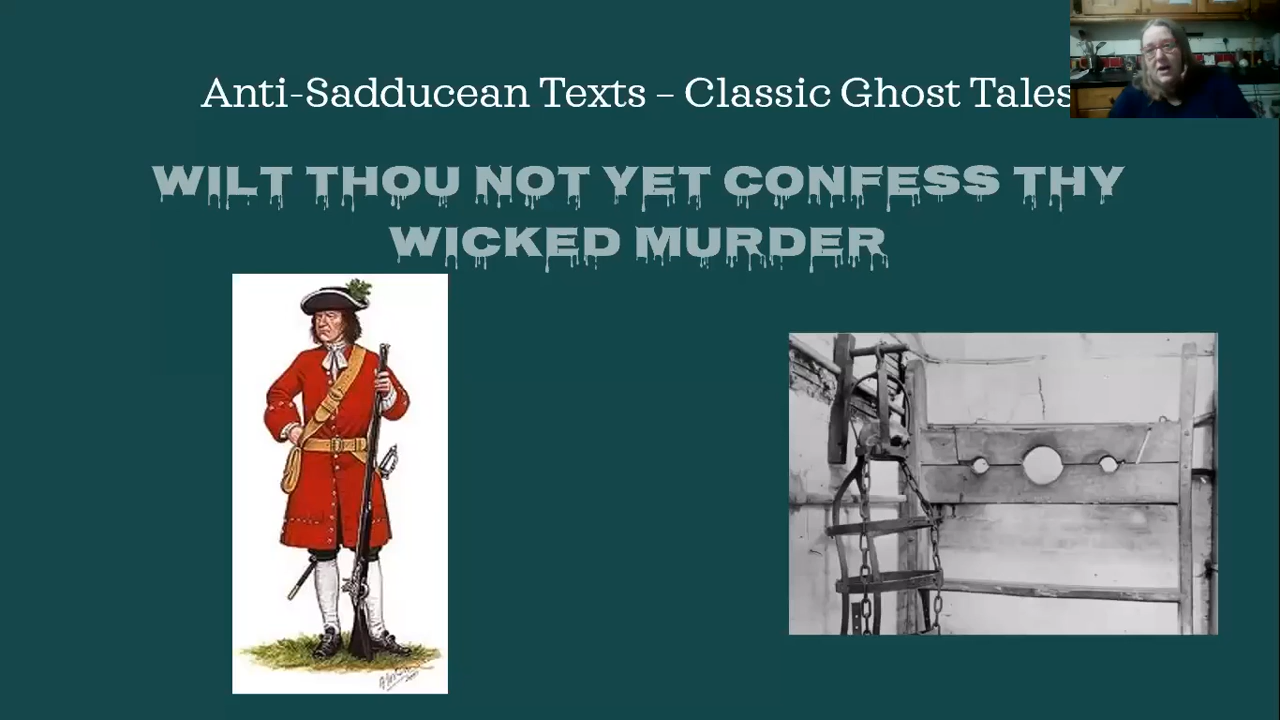 Anti-Sadducean Texts – Classic Ghost Tales
WILT THOU NOT YET CONFESS THY
WICKED MURDER